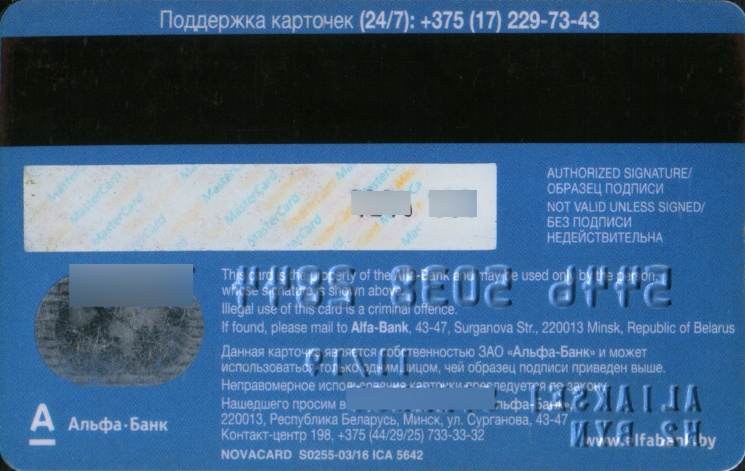 Поддержка карточек (24/7): +375 (17) 229-73-43
MasterCard
AUTHORIZED SIGNATURE/
ОБРАЗЕЦ ПОДПИСИ
NOT VALID UNLESS SIGNED/
БЕЗ ПОДПИСИ
НЕДЕЙСТВИТЕЛЬНА
This card is the property of the Alfa-Bank and may be used only by the person,
whose signature is shown above.
Illegal use of this card is a criminal offence.
If found, please mail to Alfa-Bank, 43-47, Surganova Str., 220013 Minsk, Republic of Belarus
Данная карточка является собственностью ЗАО «Альфа-Банк» и может
использоваться только одним лицом, чей образец подписи приведен выше.
Неправомерное использование карточки преследуется по закону.
Нашедшего просим в льфа-Банк»
220013, Республика Беларусь, Минск, ул. Сурганова, 43-47
Контакт-центр 198, +375 (44/29/25) 733-33-32
www.alfabank.by
А Альфа·Банк
NOVACARD S0255-03/16 ICA 5642